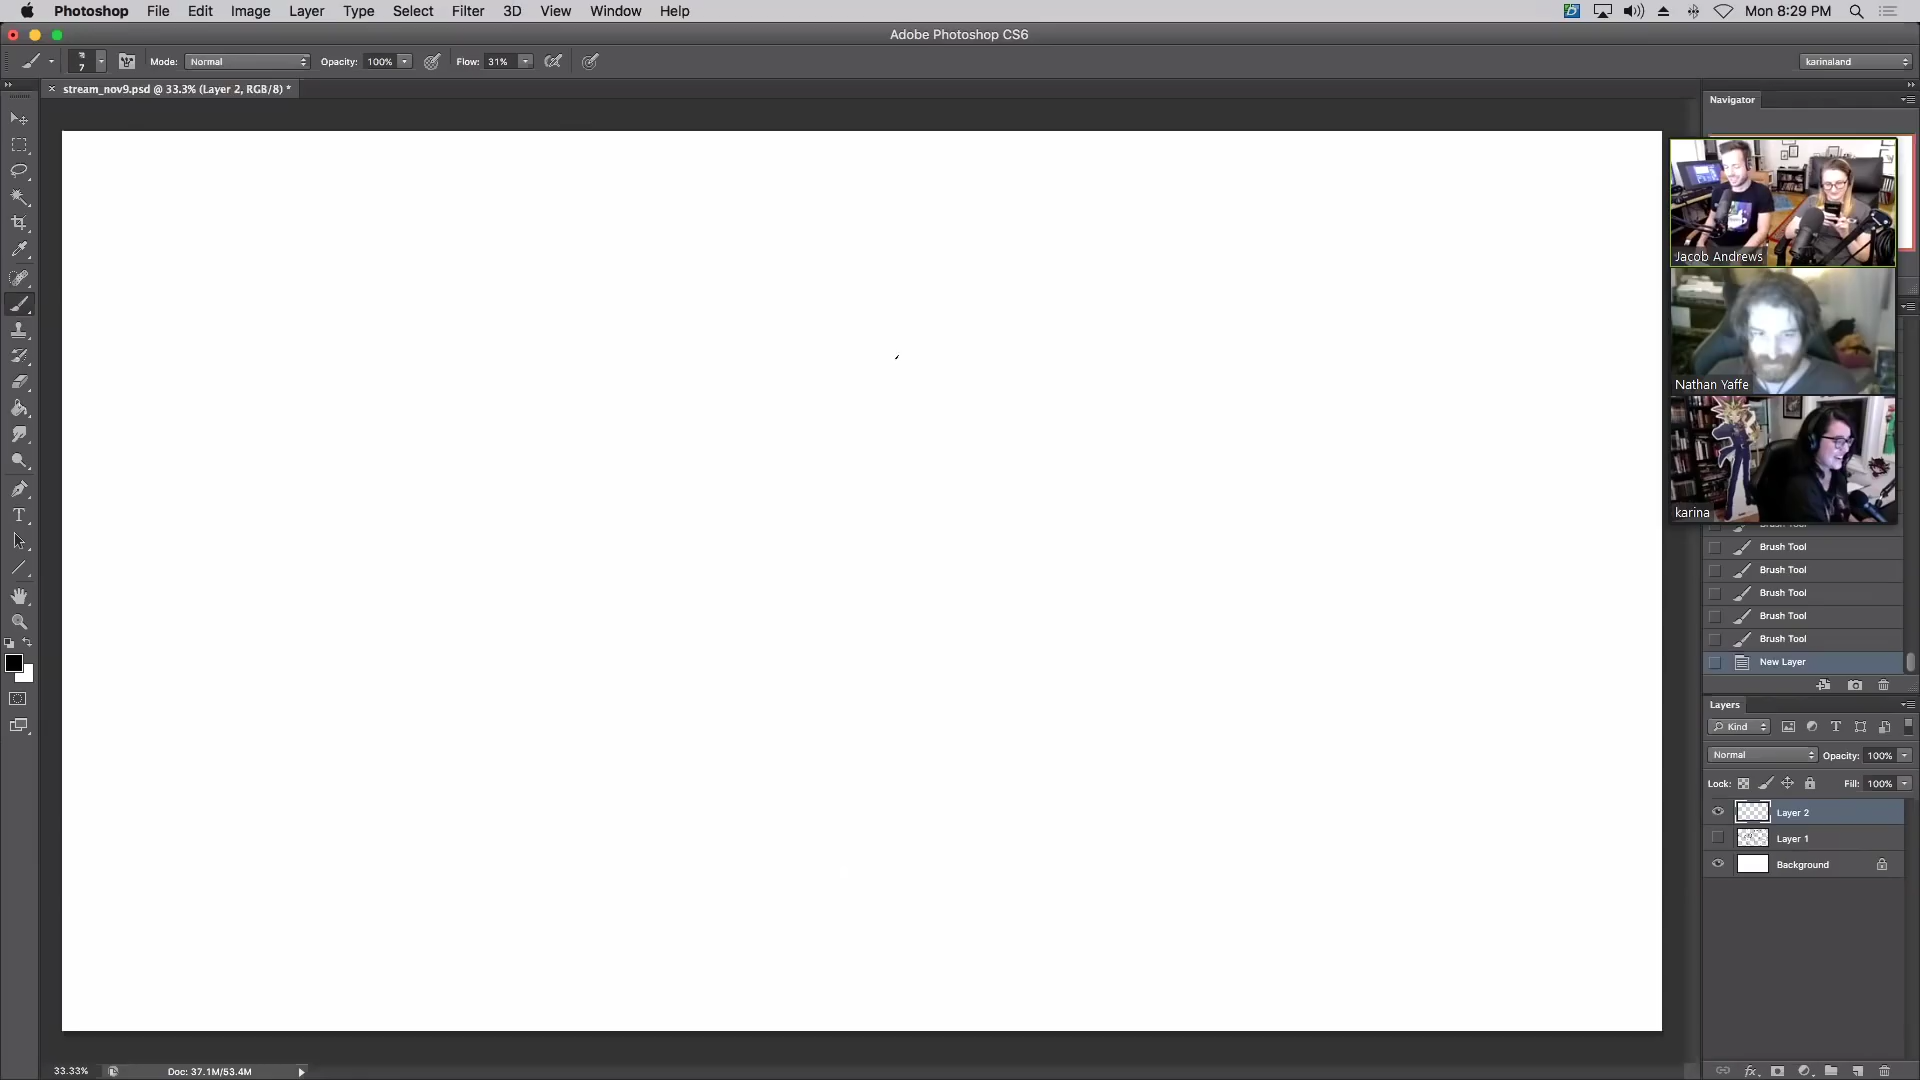 Photoshop File Edit Image Layer Type Select Filter 3D View Window Help Mon 8:29 PM
Adobe Photoshop CS6
7 Mode: Normal Opacity: 100% Flow: 31% karinaland
stream_nov9.psd @ 33.3% (Layer 2, RGB/8) *
Navigator
Jacob Andrews
Nathan Yaffe
karina
Brush Tool
Brush Tool
Brush Tool
Brush Tool
Brush Tool
Brush Tool
New Layer
Layers
Kind
Normal Opacity: 100%
Lock: Fill: 100%
Layer 2
Layer 1
Background
33.33% Doc: 37.1M/53.4M